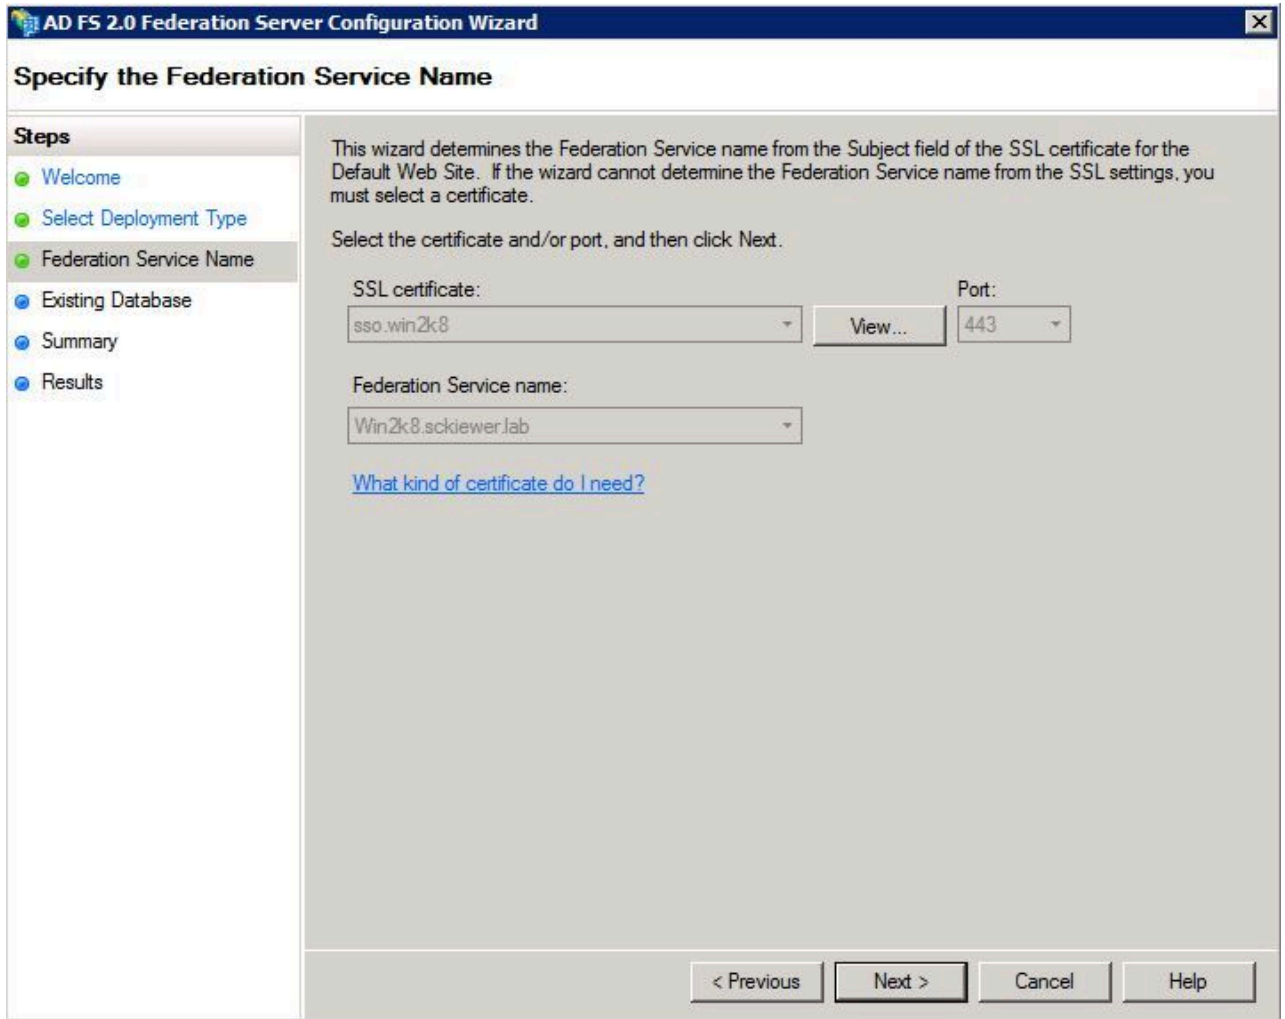 AD FS 2.0 Federation Server Configuration Wizard
Specify the Federation Service Name
Steps
Welcome
Select Deployment Type
Federation Service Name
Existing Database
Summary
Results
This wizard determines the Federation Service name from the Subject field of the SSL certificate for the
Default Web Site.  If the wizard cannot determine the Federation Service name from the SSL settings, you
must select a certificate.
Select the certificate and/or port, and then click Next.
SSL certificate:
Port:
sso.win2k8
View...
443
Federation Service name:
Win2k8.sckiewer.lab
What kind of certificate do I need?
< Previous
Next >
Cancel
Help